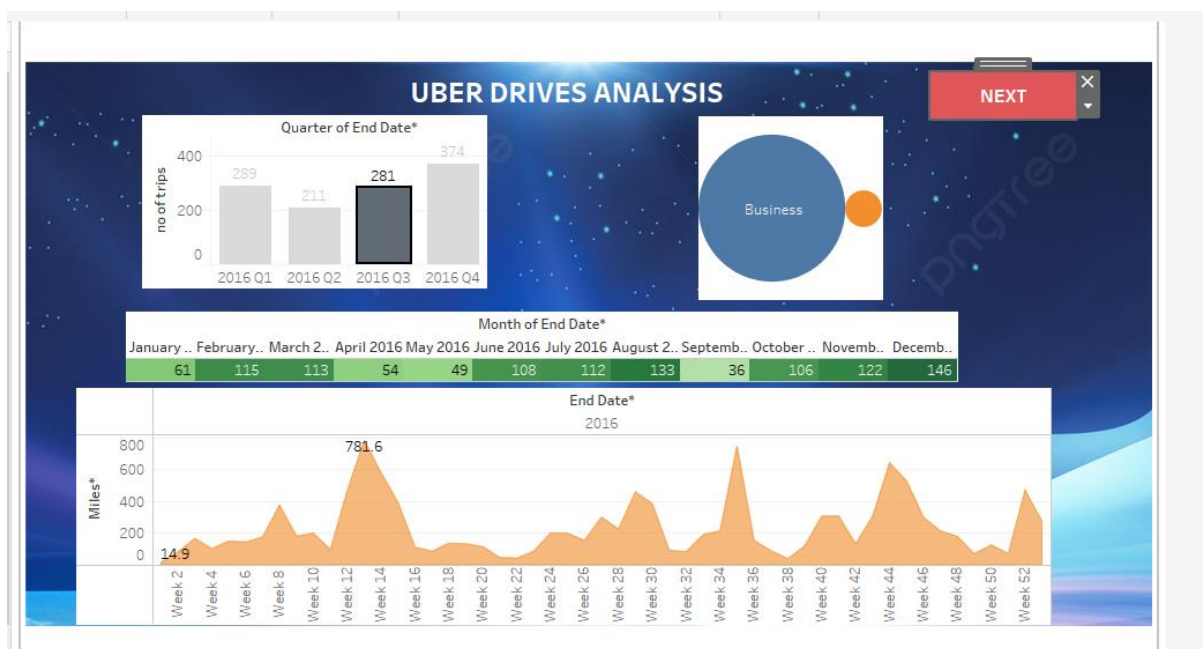 UBER DRIVES ANALYSIS
NEXT
Quarter of End Date*
no of trips
400
200
0
289
211
281
374
2016 Q1 2016 Q2 2016 Q3 2016 Q4
Business
pngtree
Month of End Date*
January .. February.. March 2.. April 2016 May 2016 June 2016 July 2016 August 2.. Septemb.. October .. Novemb.. Decemb..
61 115 113 54 49 108 112 133 36 106 122 146
End Date*
2016
Miles*
800
600
400
200
0
781.6
14.9
Week 2
Week 4
Week 6
Week 8
Week 10
Week 12
Week 14
Week 16
Week 18
Week 20
Week 22
Week 24
Week 26
Week 28
Week 30
Week 32
Week 34
Week 36
Week 38
Week 40
Week 42
Week 44
Week 46
Week 48
Week 50
Week 52